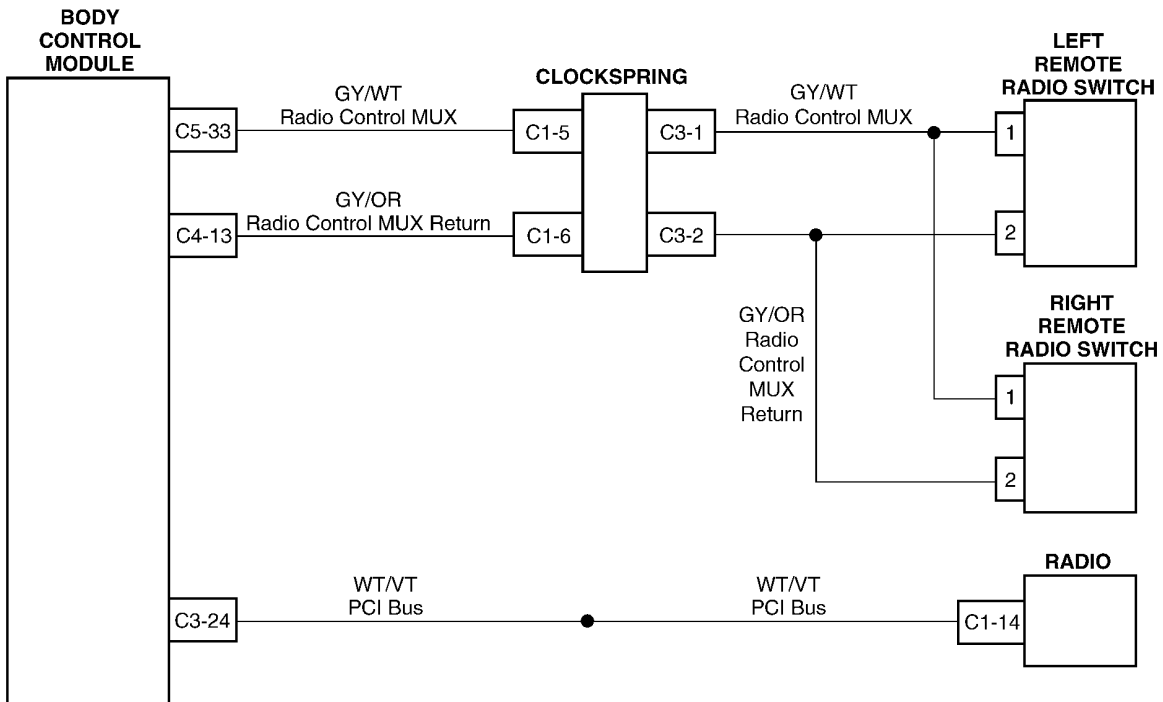 BODY
CONTROL
MODULE
CLOCKSPRING
LEFT
REMOTE
RADIO SWITCH
C5-33
GY/WT
Radio Control MUX
C1-5
C3-1
GY/WT
Radio Control MUX
1
C4-13
GY/OR
Radio Control MUX Return
C1-6
C3-2
2
GY/OR
Radio
Control
MUX
Return
RIGHT
REMOTE
RADIO SWITCH
1
2
C3-24
WT/VT
PCI Bus
WT/VT
PCI Bus
C1-14
RADIO